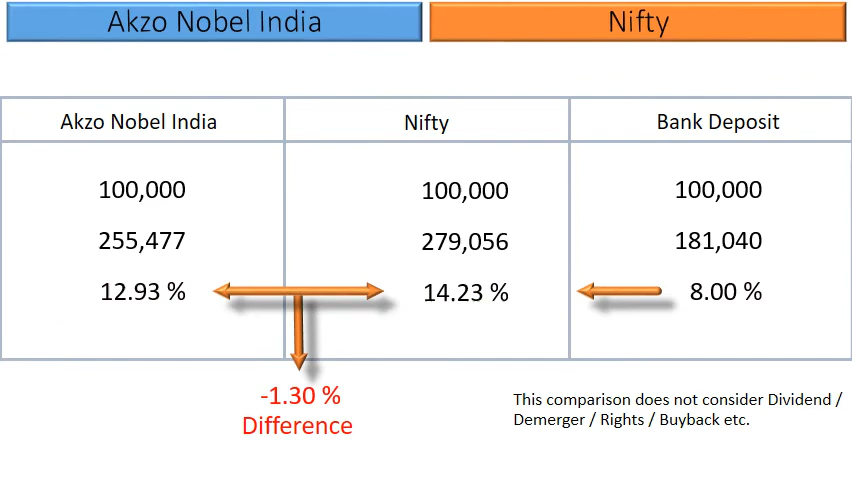 Akzo Nobel India
Nifty
Akzo Nobel India
Nifty
Bank Deposit
100,000
100,000
100,000
255,477
279,056
181,040
12.93 %
14.23 %
8.00 %
-1.30 %
Difference
This comparison does not consider Dividend /
Demerger / Rights / Buyback etc.